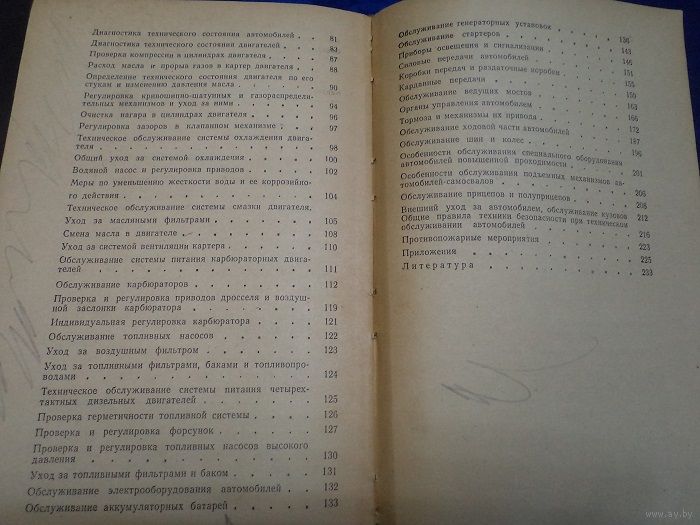 Диагностика технического состояния автомобилей . . 81
Диагностика технического состояния двигателей . . 83
Проверка компрессии в цилиндрах двигателя . . . 87
Расход масла и прорыв газов в картер двигателя . . 88
Определение технического состояния двигателя по его
стукам и изменению давления масла . . . . 90
Регулировка кривошипно-шатунных и газораспредели-
тельных механизмов и уход за ними . . . . 94
Очистка нагара в цилиндрах двигателя . . . . 96
Регулировка зазоров в клапанном механизме . . . 97
Техническое обслуживание системы охлаждения двига-
теля . . . . . . . . . . 98
Общий уход за системой охлаждения . . . . 100
Водяной насос и регулировка приводов . . . . 102
Меры по уменьшению жесткости воды и ее коррозийно-
го действия . . . . . . . . 104
Техническое обслуживание системы смазки двигателя,
Уход за масляными фильтрами . . . . . 105
Смена масла в двигателе . . . . . . 108
Уход за системой вентиляции картера . . . . 110
Обслуживание системы питания карбюраторных двига-
телей . . . . . . . . . . 111
Обслуживание карбюраторов . . . . . 112
Проверка и регулировка приводов дросселя и воздуш-
ной заслонки карбюратора . . . . . . 119
Индивидуальная регулировка карбюратора . . . 121
Обслуживание топливных насосов . . . . . 122
Уход за воздушным фильтром . . . . . . 123
Уход за топливными фильтрами, баками и топливопро-
водами . . . . . . . . . . 124
Техническое обслуживание системы питания четырех-
тактных дизельных двигателей . . . . . 125
Проверка герметичности топливной системы . . . 126
Проверка и регулировка форсунок . . . . . 127
Проверка и регулировка топливных насосов высокого
давления . . . . . . . . . . 130
Уход за топливными фильтрами и баком . . . . 131
Обслуживание электрооборудования автомобилей . . 132
Обслуживание аккумуляторных батарей . . . . 133
Обслуживание генераторных установок . . . 136
Обслуживание стартеров . . . . . 143
Приборы освещения и сигнализации . . . . 146
Силовые передачи автомобилей . . . . 151
Коробки передач и раздаточные коробки . . . 151
Карданные передачи . . . . . . 155
Обслуживание ведущих мостов . . . . 160
Органы управления автомобилем . . . . 163
Тормоза и механизмы их привода . . . . 166
Обслуживание ходовой части автомобилей . . . 172
Обслуживание шин и колес . . . . . 187
Особенности обслуживания специального оборудования 196
автомобилей повышенной проходимости . . . 201
Особенности обслуживания подъемных механизмов ав-
томобилей-самосвалов . . . . . . 206
Обслуживание прицепов и полуприцепов . . . 208
Внешний уход за автомобилем, обслуживание кузовов 212
Общие правила техники безопасности при техническом
обслуживании автомобилей . . . . . 216
Противопожарные мероприятия . . . . 223
Приложения . . . . . . . 225
Литература . . . . . . . 233
www.ay.by